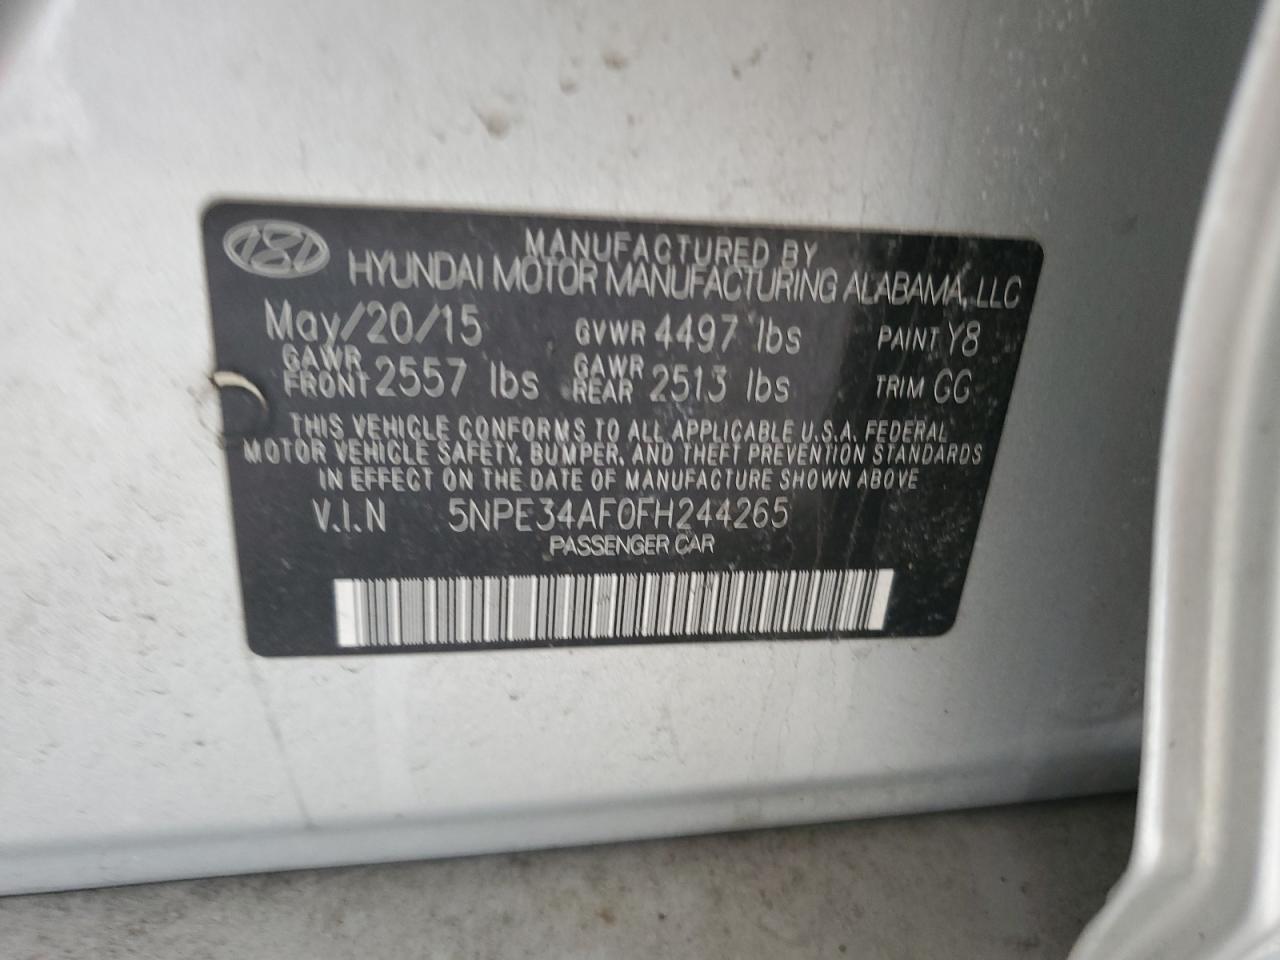 MANUFACTURED BY
HYUNDAI MOTOR MANUFACTURING ALABAMA, LLC
May/20/15 GVWR 4497 lbs PAINT Y8
GAWR FRONT 2557 lbs GAWR REAR 2513 lbs TRIM GG
THIS VEHICLE CONFORMS TO ALL APPLICABLE U.S.A. FEDERAL
MOTOR VEHICLE SAFETY, BUMPER, AND THEFT PREVENTION STANDARDS
IN EFFECT ON THE DATE OF MANUFACTURE SHOWN ABOVE
V.I.N 5NPE34AF0FH244265
PASSENGER CAR